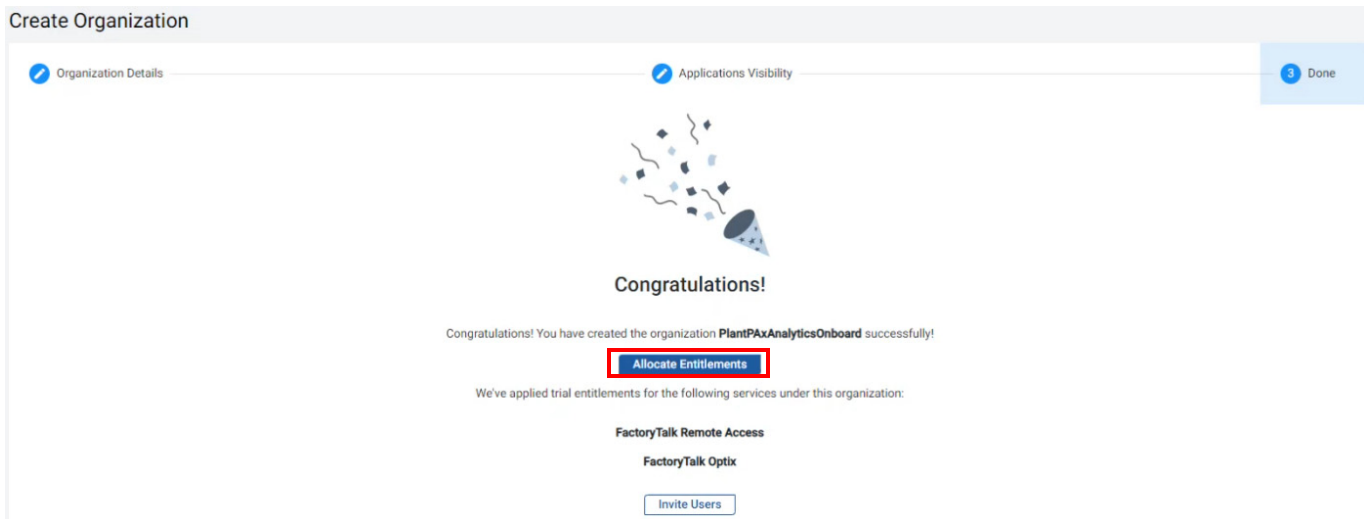 Create Organization
Organization Details
Applications Visibility
3 Done
Congratulations!
Congratulations! You have created the organization PlantPAxAnalyticsOnboard successfully!
Allocate Entitlements
We've applied trial entitlements for the following services under this organization:
FactoryTalk Remote Access
FactoryTalk Optix
Invite Users